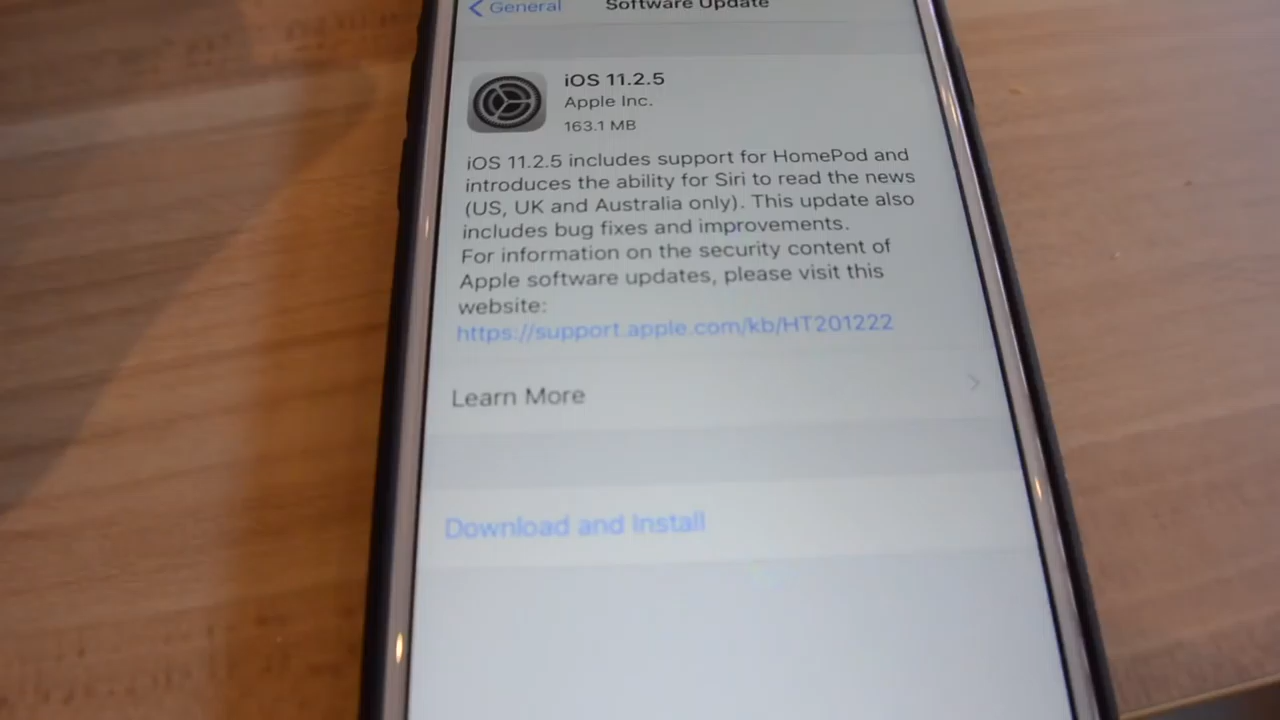 General Software Update
iOS 11.2.5
Apple Inc.
163.1 MB
iOS 11.2.5 includes support for HomePod and
introduces the ability for Siri to read the news
(US, UK and Australia only). This update also
includes bug fixes and improvements.
For information on the security content of
Apple software updates, please visit this
website:
https://support.apple.com/kb/HT201222
Learn More
Download and Install